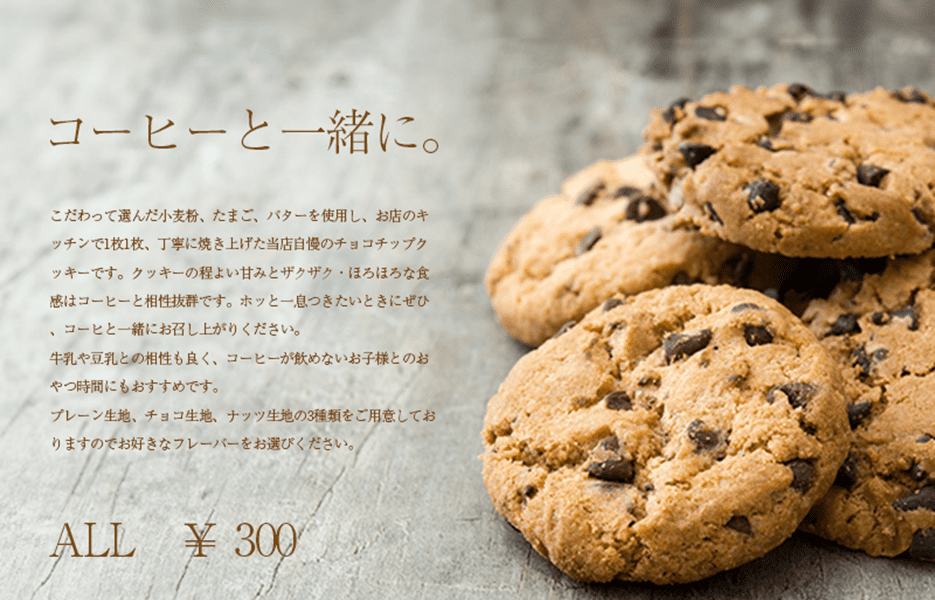 コーヒーと一緒に。
こだわって選んだ小麦粉、たまご、バターを使用し、お店のキ
ッチンで1枚1枚、丁寧に焼き上げた当店自慢のチョコチップク
ッキーです。クッキーの程よい甘みとザクザク・ほろほろな食
感はコーヒーと相性抜群です。ホッと一息つきたいときにぜひ
、コーヒと一緒にお召し上がりください。
牛乳や豆乳との相性も良く、コーヒーが飲めないお子様とのお
やつ時間にもおすすめです。
プレーン生地、チョコ生地、ナッツ生地の3種類をご用意してお
りますのでお好きなフレーバーをお選びください。
ALL ¥ 300